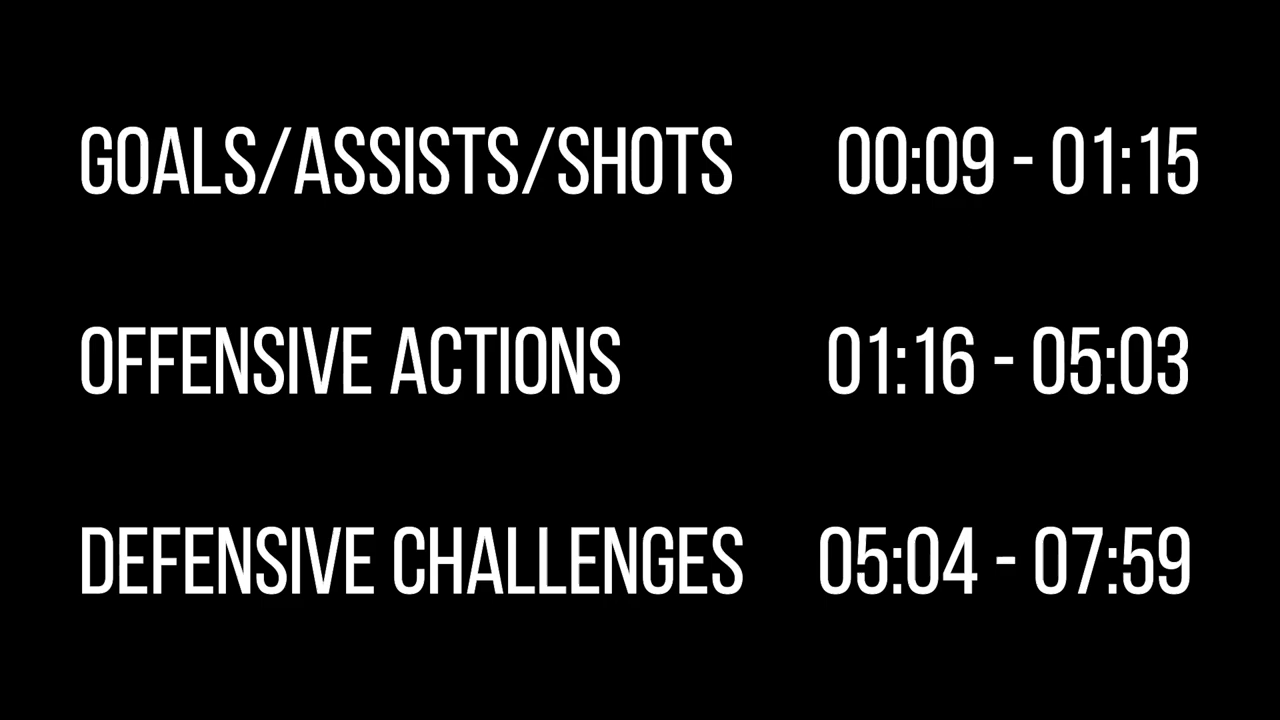 GOALS/ASSISTS/SHOTS 00:09 - 01:15
OFFENSIVE ACTIONS 01:16 - 05:03
DEFENSIVE CHALLENGES 05:04 - 07:59